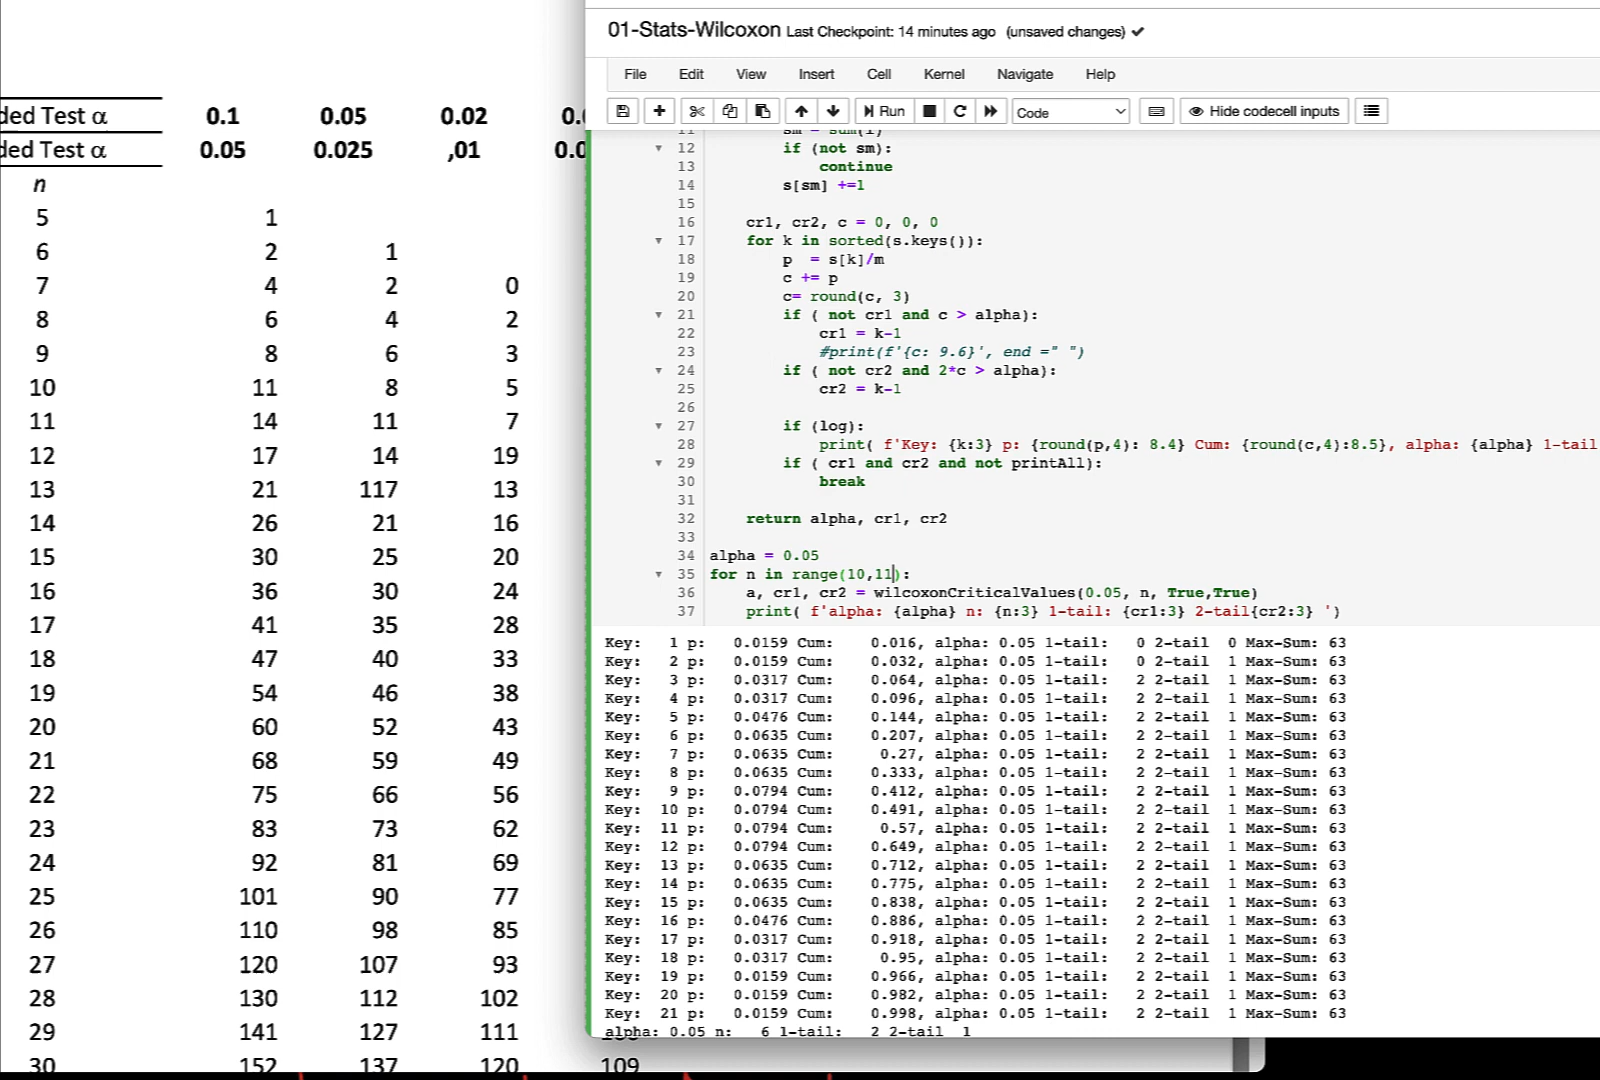 01-Stats-Wilcoxon Last Checkpoint: 14 minutes ago (unsaved changes)
File Edit View Insert Cell Kernel Navigate Help
Run Code Hide codecell inputs
ded Test α 0.1 0.05 0.02
ded Test α 0.05 0.025 ,01
n
5 1
6 2 1
7 4 2 0
8 6 4 2
9 8 6 3
10 11 8 5
11 14 11 7
12 17 14 19
13 21 117 13
14 26 21 16
15 30 25 20
16 36 30 24
17 41 35 28
18 47 40 33
19 54 46 38
20 60 52 43
21 68 59 49
22 75 66 56
23 83 73 62
24 92 81 69
25 101 90 77
26 110 98 85
27 120 107 93
28 130 112 102
29 141 127 111
30 152 137 120 109
11 sm = sum(i)
12 if (not sm):
13 continue
14 s[sm] +=1
15
16 cr1, cr2, c = 0, 0, 0
17 for k in sorted(s.keys()):
18 p = s[k]/m
19 c += p
20 c= round(c, 3)
21 if ( not cr1 and c > alpha):
22 cr1 = k-1
23 #print(f'{c: 9.6}', end =" ")
24 if ( not cr2 and 2*c > alpha):
25 cr2 = k-1
26
27 if (log):
28 print( f'Key: {k:3} p: {round(p,4): 8.4} Cum: {round(c,4):8.5}, alpha: {alpha} 1-tail
29 if ( cr1 and cr2 and not printAll):
30 break
31
32 return alpha, cr1, cr2
33
34 alpha = 0.05
35 for n in range(10,11):
36 a, cr1, cr2 = wilcoxonCriticalValues(0.05, n, True,True)
37 print( f'alpha: {alpha} n: {n:3} 1-tail: {cr1:3} 2-tail{cr2:3} ')
Key: 1 p: 0.0159 Cum: 0.016, alpha: 0.05 1-tail: 0 2-tail 0 Max-Sum: 63
Key: 2 p: 0.0159 Cum: 0.032, alpha: 0.05 1-tail: 0 2-tail 1 Max-Sum: 63
Key: 3 p: 0.0317 Cum: 0.064, alpha: 0.05 1-tail: 2 2-tail 1 Max-Sum: 63
Key: 4 p: 0.0317 Cum: 0.096, alpha: 0.05 1-tail: 2 2-tail 1 Max-Sum: 63
Key: 5 p: 0.0476 Cum: 0.144, alpha: 0.05 1-tail: 2 2-tail 1 Max-Sum: 63
Key: 6 p: 0.0635 Cum: 0.207, alpha: 0.05 1-tail: 2 2-tail 1 Max-Sum: 63
Key: 7 p: 0.0635 Cum: 0.27, alpha: 0.05 1-tail: 2 2-tail 1 Max-Sum: 63
Key: 8 p: 0.0635 Cum: 0.333, alpha: 0.05 1-tail: 2 2-tail 1 Max-Sum: 63
Key: 9 p: 0.0794 Cum: 0.412, alpha: 0.05 1-tail: 2 2-tail 1 Max-Sum: 63
Key: 10 p: 0.0794 Cum: 0.491, alpha: 0.05 1-tail: 2 2-tail 1 Max-Sum: 63
Key: 11 p: 0.0794 Cum: 0.57, alpha: 0.05 1-tail: 2 2-tail 1 Max-Sum: 63
Key: 12 p: 0.0794 Cum: 0.649, alpha: 0.05 1-tail: 2 2-tail 1 Max-Sum: 63
Key: 13 p: 0.0635 Cum: 0.712, alpha: 0.05 1-tail: 2 2-tail 1 Max-Sum: 63
Key: 14 p: 0.0635 Cum: 0.775, alpha: 0.05 1-tail: 2 2-tail 1 Max-Sum: 63
Key: 15 p: 0.0635 Cum: 0.838, alpha: 0.05 1-tail: 2 2-tail 1 Max-Sum: 63
Key: 16 p: 0.0476 Cum: 0.886, alpha: 0.05 1-tail: 2 2-tail 1 Max-Sum: 63
Key: 17 p: 0.0317 Cum: 0.918, alpha: 0.05 1-tail: 2 2-tail 1 Max-Sum: 63
Key: 18 p: 0.0317 Cum: 0.95, alpha: 0.05 1-tail: 2 2-tail 1 Max-Sum: 63
Key: 19 p: 0.0159 Cum: 0.966, alpha: 0.05 1-tail: 2 2-tail 1 Max-Sum: 63
Key: 20 p: 0.0159 Cum: 0.982, alpha: 0.05 1-tail: 2 2-tail 1 Max-Sum: 63
Key: 21 p: 0.0159 Cum: 0.998, alpha: 0.05 1-tail: 2 2-tail 1 Max-Sum: 63
alpha: 0.05 n: 6 1-tail: 2 2-tail 1